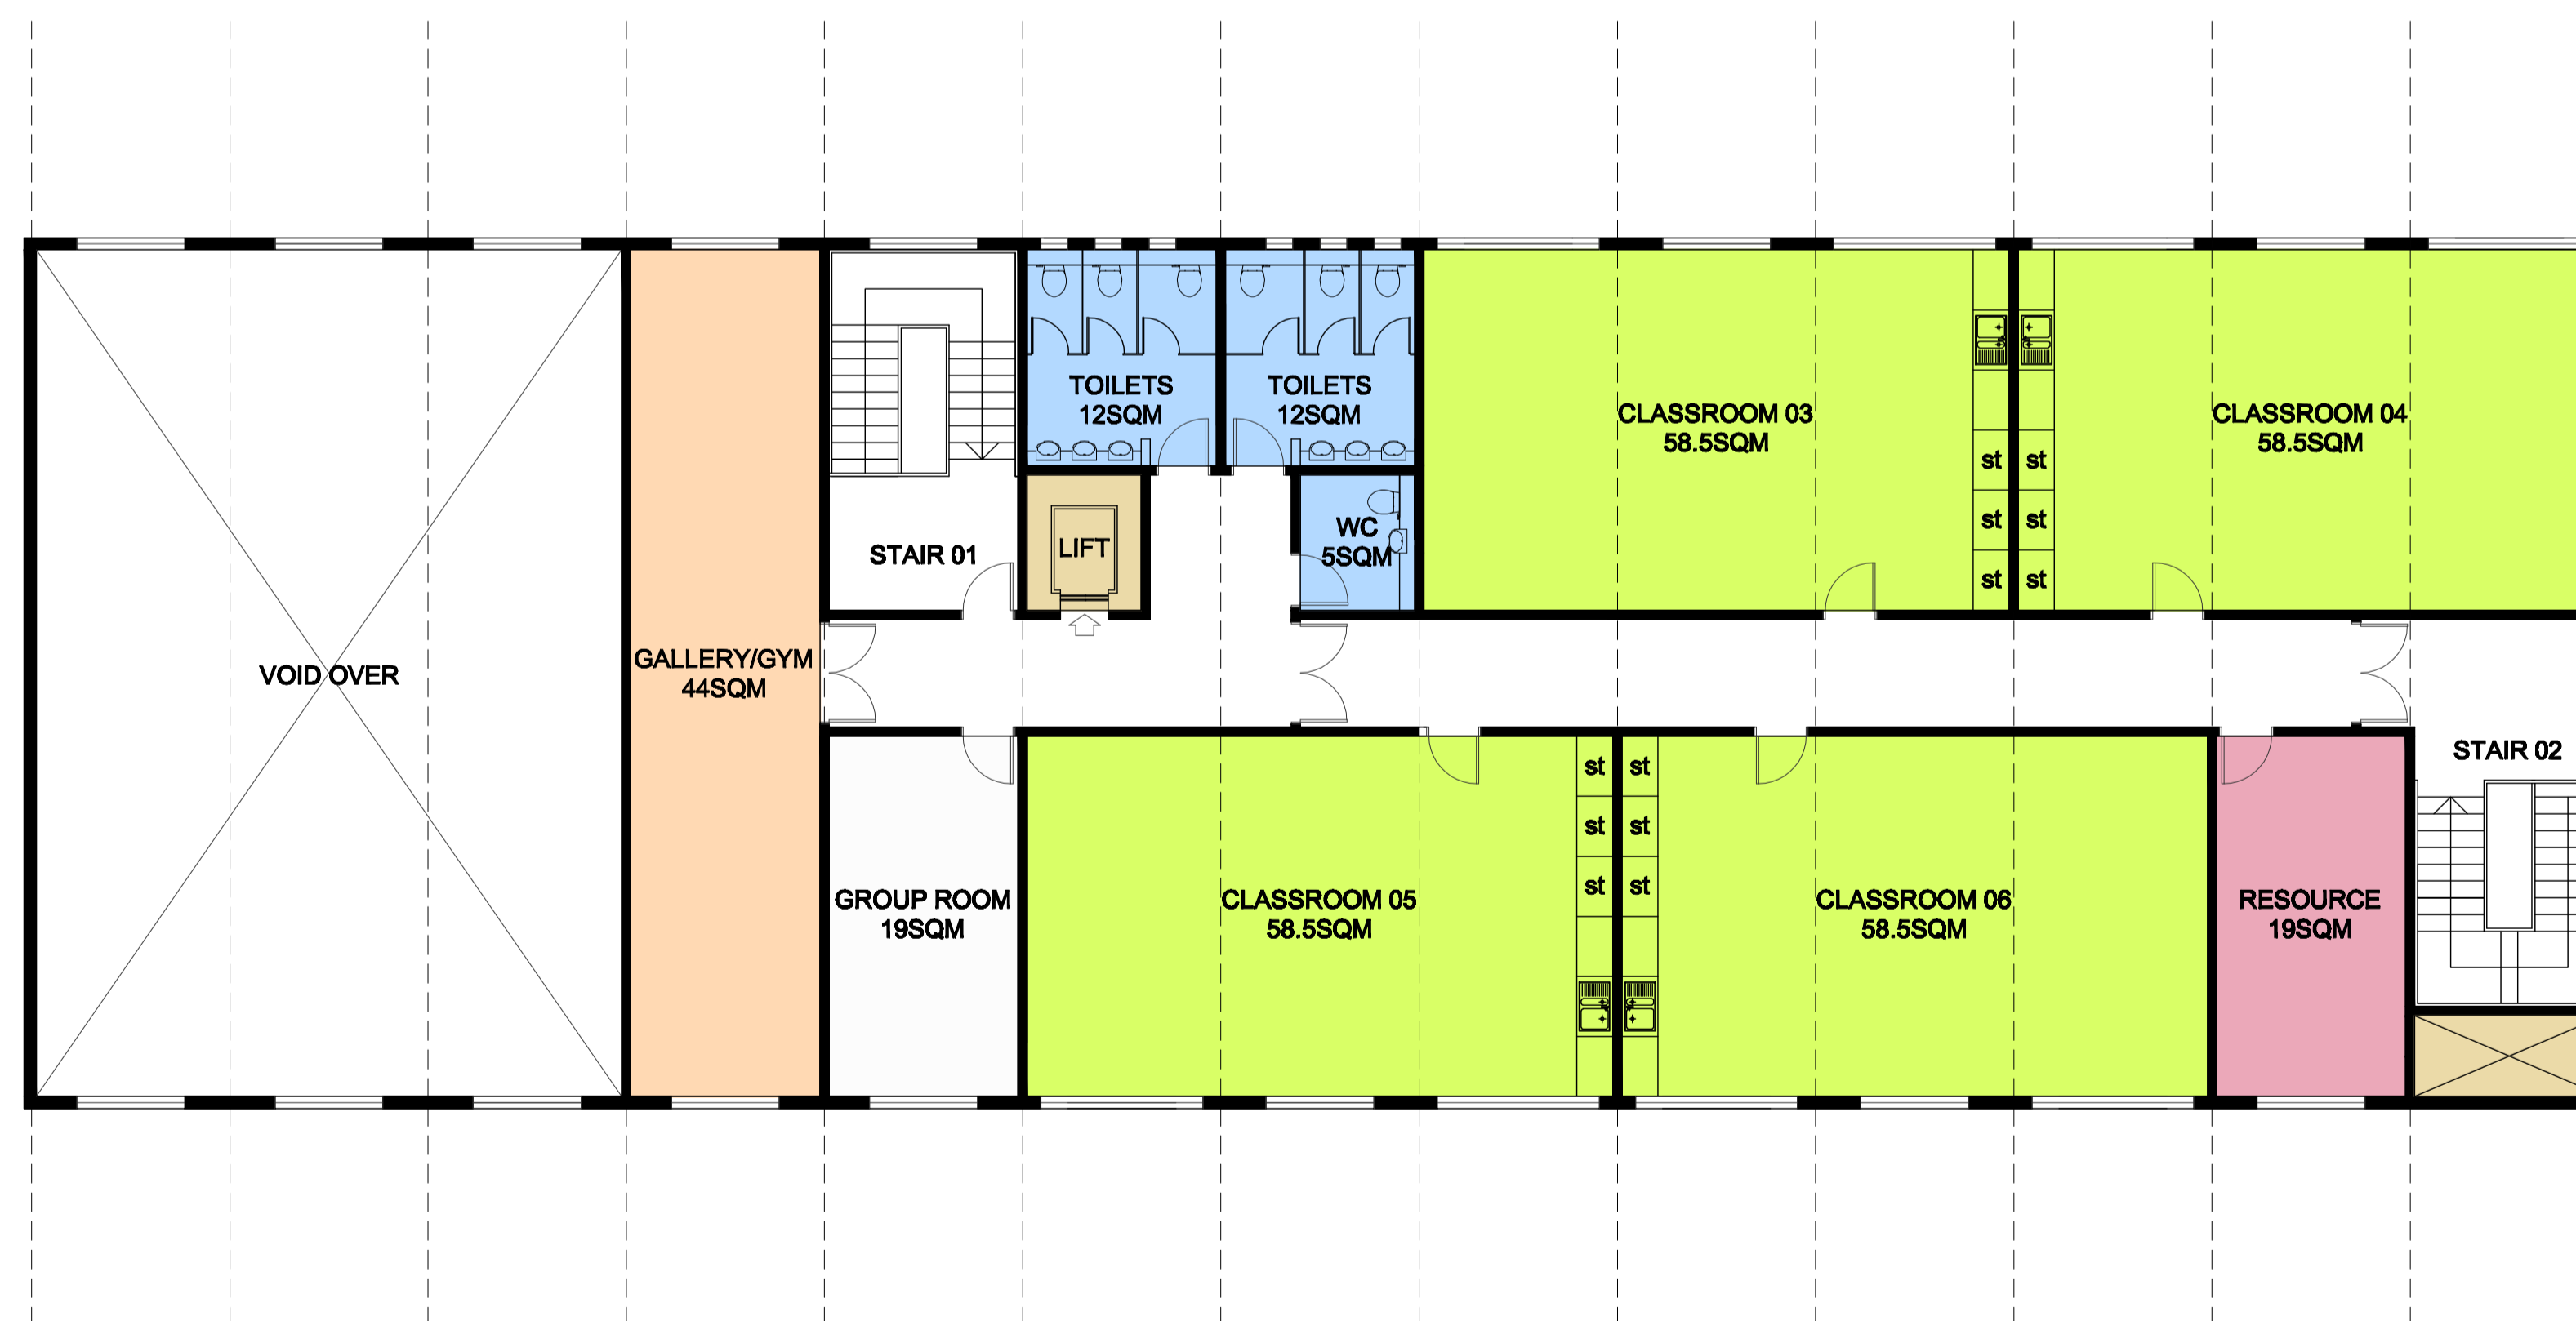 TOILETS
12SQM
TOILETS
12SQM
CLASSROOM 03
58.5SQM
CLASSROOM 04
58.5SQM
st
st
st
st
st
st
WC
5SQM
LIFT
STAIR 01
VOID OVER
GALLERY/GYM
44SQM
STAIR 02
st
st
st
st
st
st
GROUP ROOM
19SQM
CLASSROOM 05
58.5SQM
CLASSROOM 06
58.5SQM
RESOURCE
19SQM